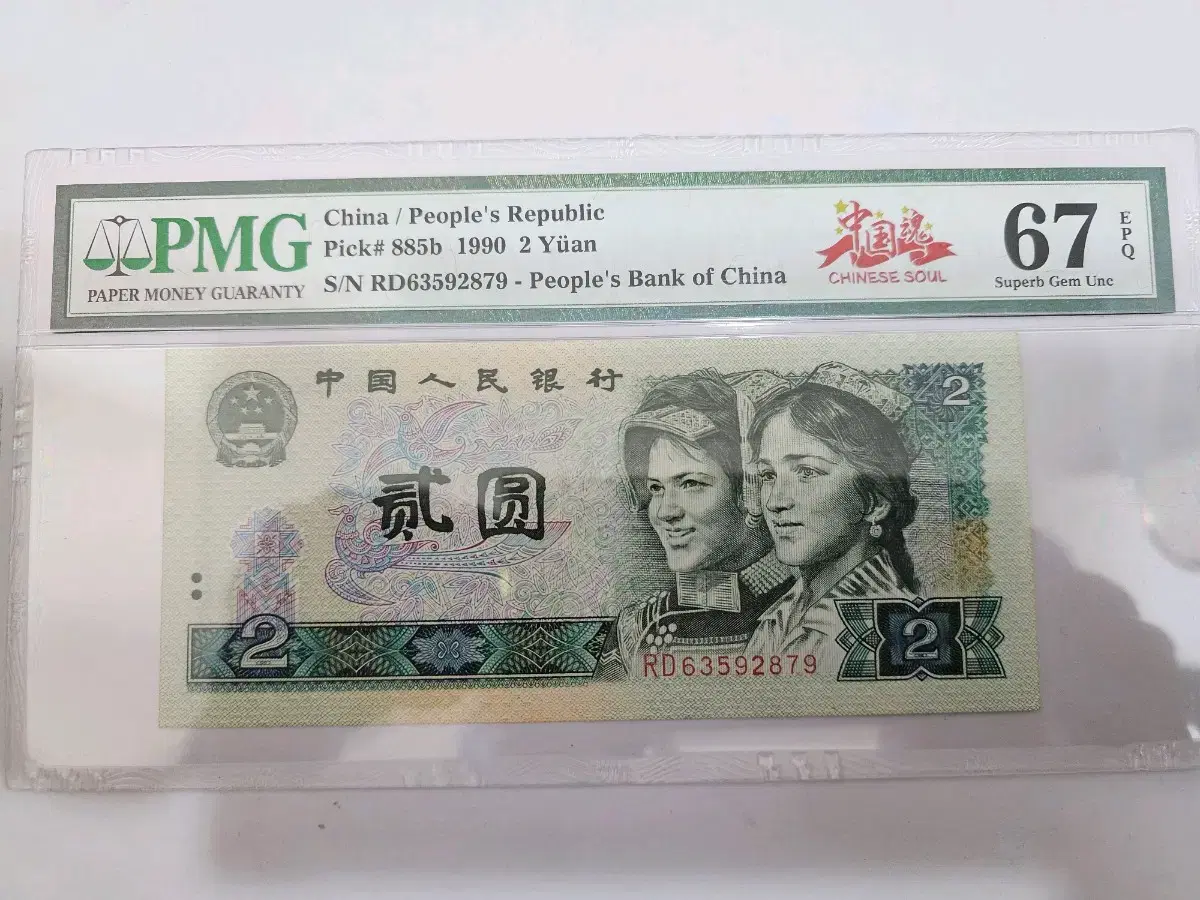 PMG
PAPER MONEY GUARANTY
China / People's Republic
Pick# 885b 1990 2 Yüan
S/N RD63592879 - People's Bank of China
中国魂
CHINESE SOUL
67
EPQ
Superb Gem Unc
中国人民银行
2
贰圆
2
2
RD63592879